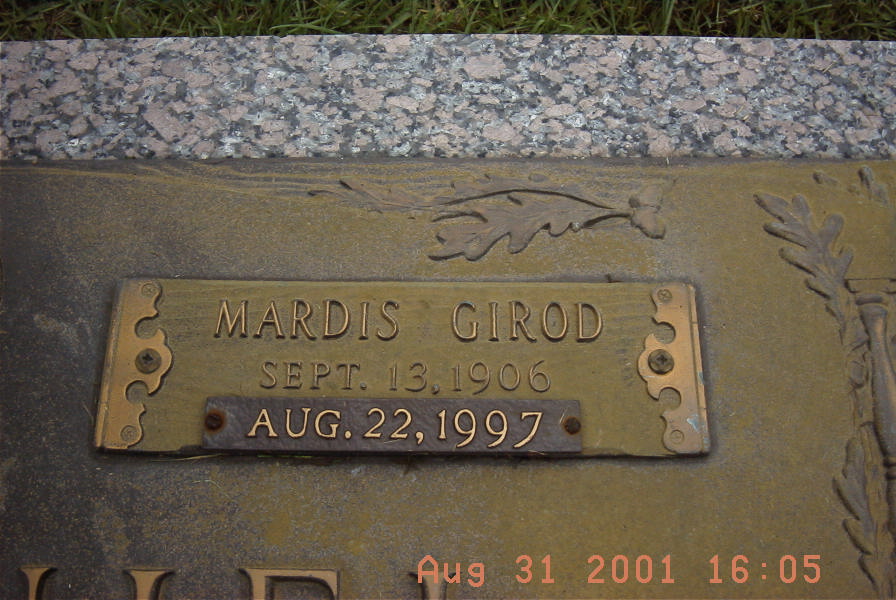 MARDIS GIROD
SEPT. 13, 1906
AUG. 22, 1997
Aug 31 2001 16:05